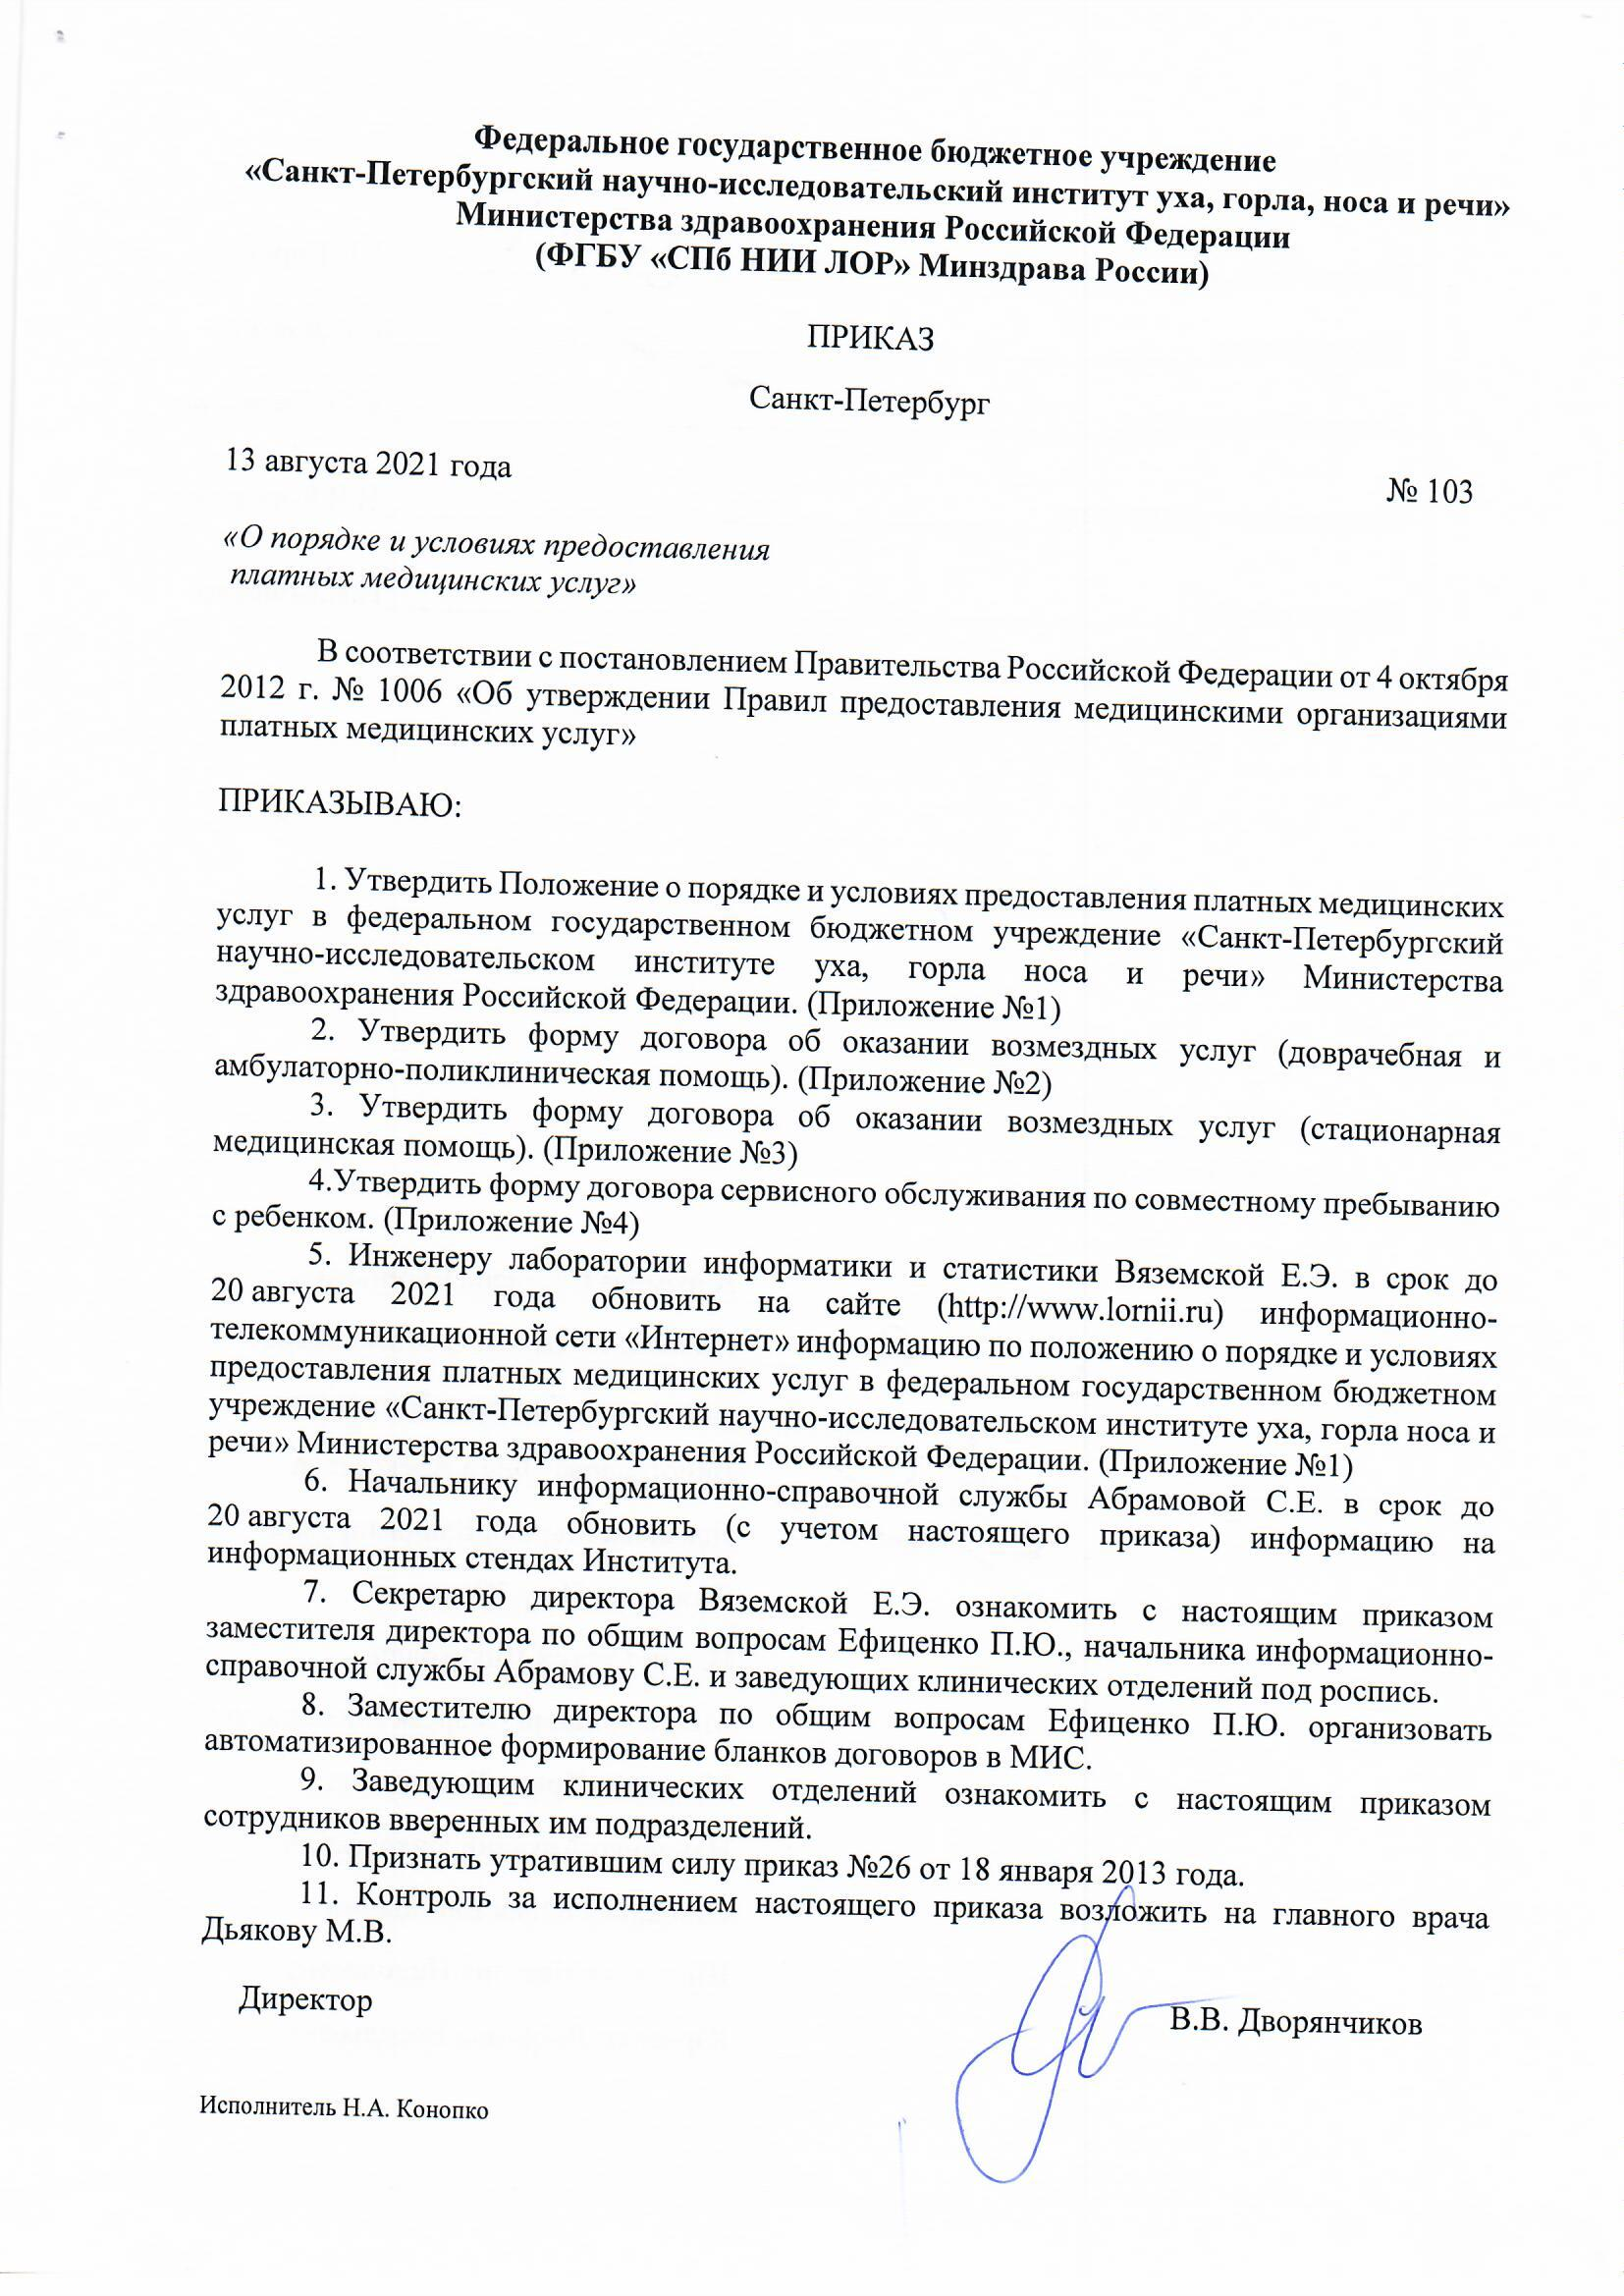 Федеральное государственное бюджетное учреждение
«Санкт-Петербургский научно-исследовательский институт уха, горла, носа и речи»
Министерства здравоохранения Российской Федерации
(ФГБУ «СПб НИИ ЛОР» Минздрава России)
ПРИКАЗ
Санкт-Петербург
13 августа 2021 года
№ 103
«О порядке и условиях предоставления
платных медицинских услуг»
В соответствии с постановлением Правительства Российской Федерации от 4 октября
2012 г. № 1006 «Об утверждении Правил предоставления медицинскими организациями
платных медицинских услуг»
ПРИКАЗЫВАЮ:
1. Утвердить Положение о порядке и условиях предоставления платных медицинских
услуг в федеральном государственном бюджетном учреждение «Санкт-Петербургский
научно-исследовательском институте уха, горла носа и речи» Министерства
здравоохранения Российской Федерации. (Приложение №1)
2. Утвердить форму договора об оказании возмездных услуг (доврачебная и
амбулаторно-поликлиническая помощь). (Приложение №2)
3. Утвердить форму договора об оказании возмездных услуг (стационарная
медицинская помощь). (Приложение №3)
4.Утвердить форму договора сервисного обслуживания по совместному пребыванию
с ребенком. (Приложение №4)
5. Инженеру лаборатории информатики и статистики Вяземской Е.Э. в срок до
20 августа 2021 года обновить на сайте (http://www.lornii.ru) информационно-
телекоммуникационной сети «Интернет» информацию по положению о порядке и условиях
предоставления платных медицинских услуг в федеральном государственном бюджетном
учреждение «Санкт-Петербургский научно-исследовательском институте уха, горла носа и
речи» Министерства здравоохранения Российской Федерации. (Приложение №1)
6. Начальнику информационно-справочной службы Абрамовой С.Е. в срок до
20 августа 2021 года обновить (с учетом настоящего приказа) информацию на
информационных стендах Института.
7. Секретарю директора Вяземской Е.Э. ознакомить с настоящим приказом
заместителя директора по общим вопросам Ефиценко П.Ю., начальника информационно-
справочной службы Абрамову С.Е. и заведующих клинических отделений под роспись.
8. Заместителю директора по общим вопросам Ефиценко П.Ю. организовать
автоматизированное формирование бланков договоров в МИС.
9. Заведующим клинических отделений ознакомить с настоящим приказом
сотрудников вверенных им подразделений.
10. Признать утратившим силу приказ №26 от 18 января 2013 года.
11. Контроль за исполнением настоящего приказа возложить на главного врача
Дьякову М.В.
Директор
В.В. Дворянчиков
Исполнитель Н.А. Конопко